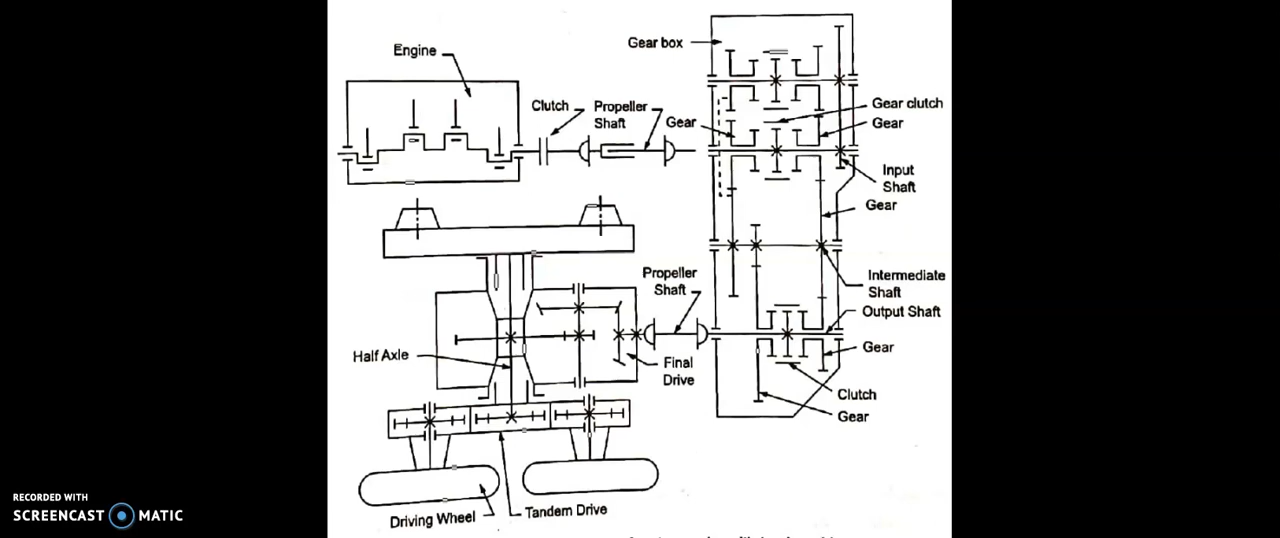 Engine
Clutch
Propeller
Shaft
Gear box
Gear
Gear clutch
Gear
Input
Shaft
Gear
Intermediate
Shaft
Output Shaft
Gear
Clutch
Gear
Propeller
Shaft
Final
Drive
Half Axle
Driving Wheel
Tandem Drive
RECORDED WITH
SCREENCAST MATIC